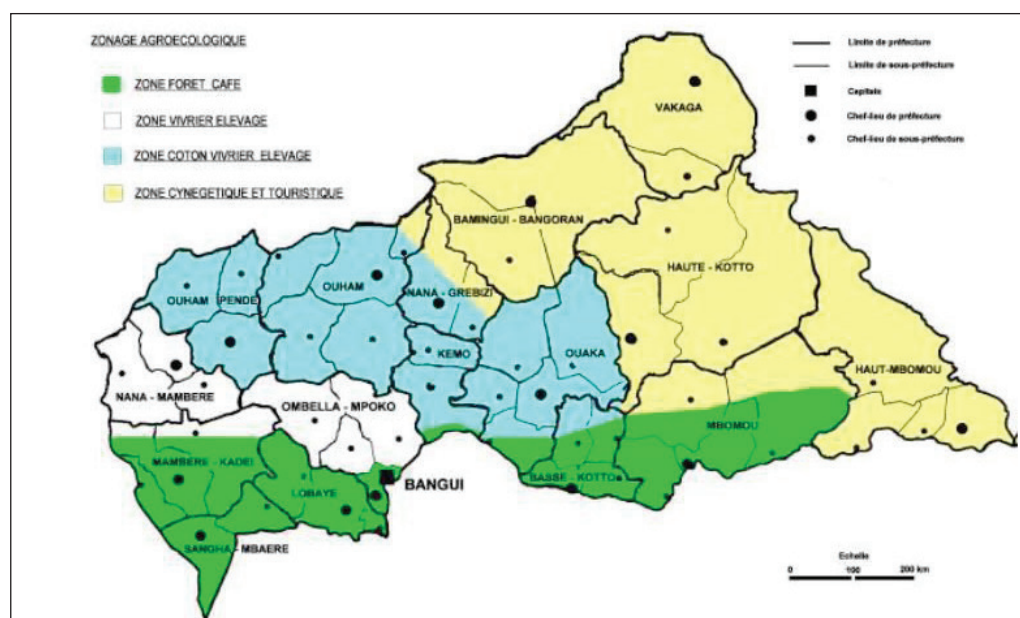 ZONAGE AGROECOLOGIQUE
ZONE FORET CAFE
ZONE VIVRIER ELEVAGE
ZONE COTON VIVRIER ELEVAGE
ZONE CYNEGETIQUE ET TOURISTIQUE
Limite de préfecture
Limite de sous-préfecture
Capitale
Chef-lieu de préfecture
Chef-lieu de sous-préfecture
VAKAGA
BAMINGUI - BANGORAN
HAUTE - KOTTO
OUHAM PENDE
OUHAM
NANA - GREBIZI
KEMO
OUAKA
HAUT-MBOMOU
NANA - MAMBERE
OMBELLA - MPOKO
MBOMOU
MAMBERE - KADEI
LOBAYE
BANGUI
BASSE - KOTTO
SANGHA - MBAERE
Echelle
0 100 200 km